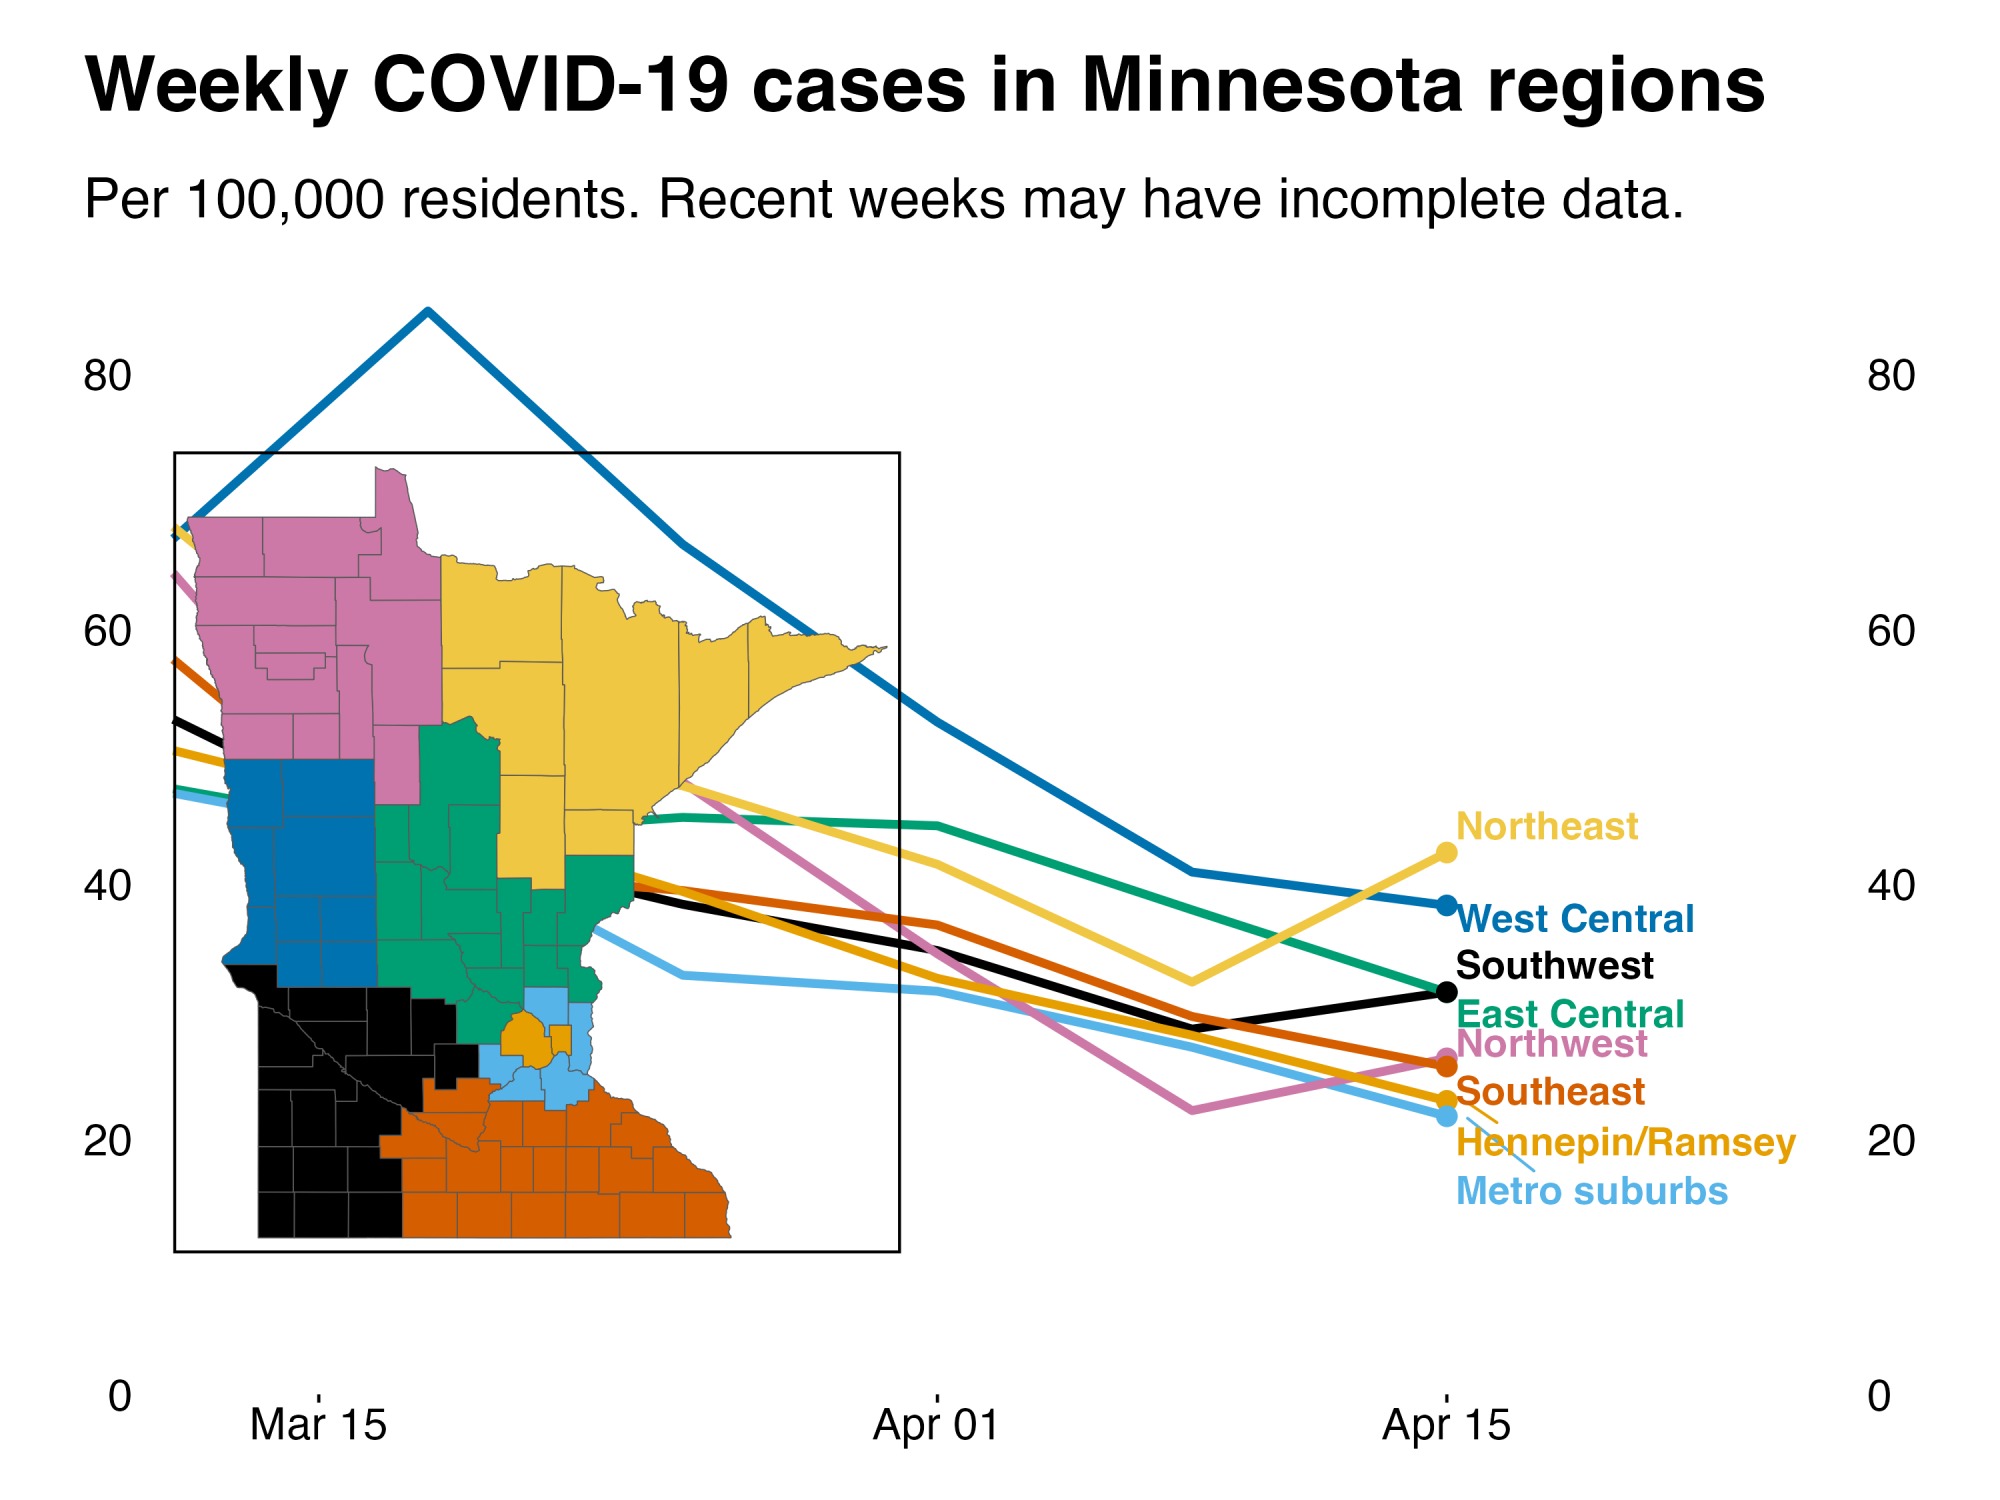 Weekly COVID-19 cases in Minnesota regions
Per 100,000 residents. Recent weeks may have incomplete data.
80
80
60
60
Northeast
40
40
West Central
Southwest
East Central
Northwest
Southeast
20
Hennepin/Ramsey
20
Metro suburbs
0
0
Mar 15
Apr 01
Apr 15